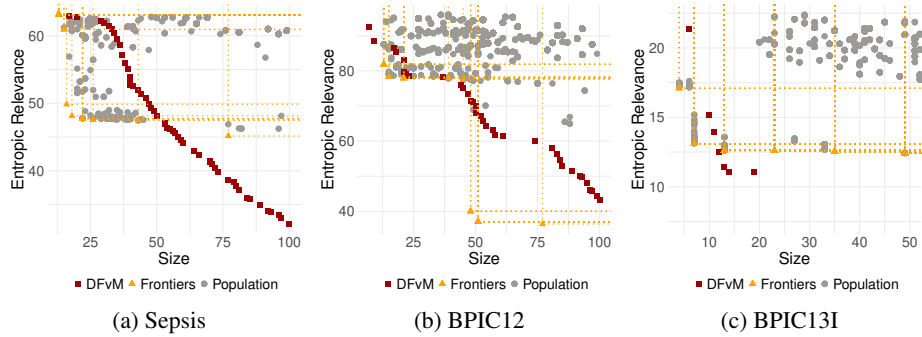 Entropic Relevance
60
50
40
25
50
75
100
Size
DFvM Frontiers Population
(a) Sepsis
Entropic Relevance
80
60
40
25
50
75
100
Size
DFvM Frontiers Population
(b) BPIC12
Entropic Relevance
20
15
10
10
20
30
40
50
Size
DFvM Frontiers Population
(c) BPIC13I